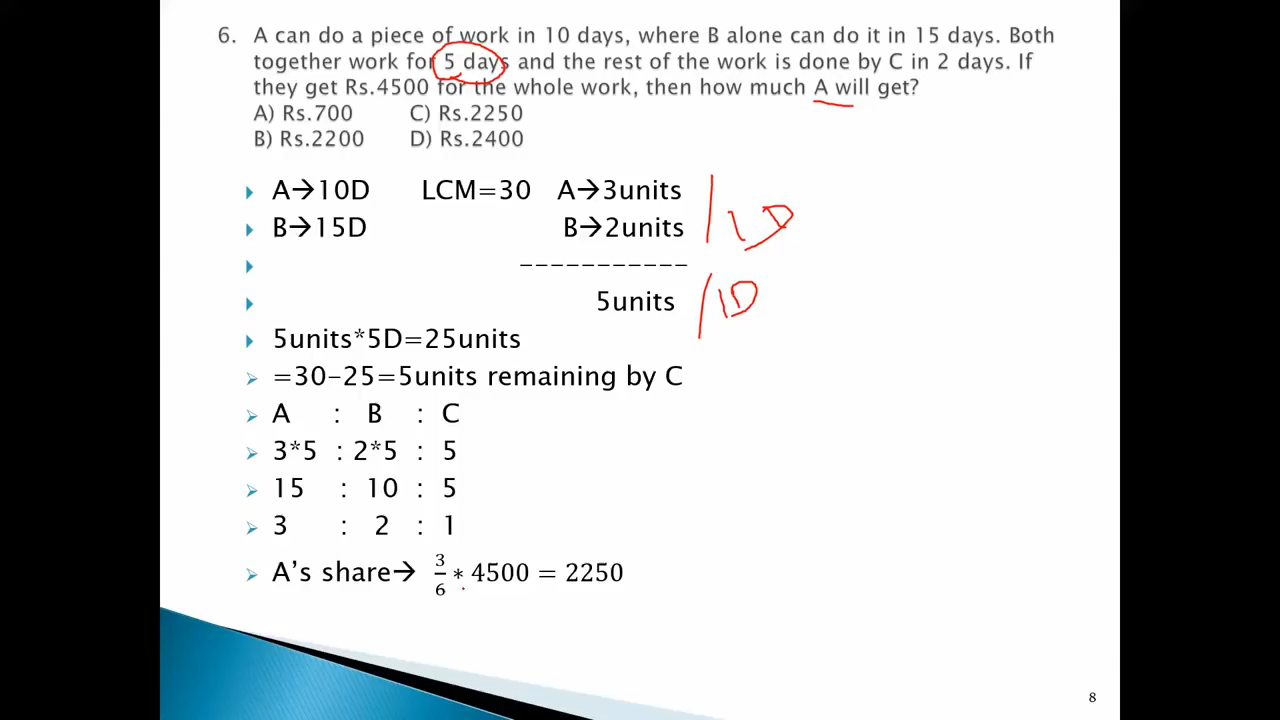 6. A can do a piece of work in 10 days, where B alone can do it in 15 days. Both
together work for 5 days and the rest of the work is done by C in 2 days. If
they get Rs.4500 for the whole work, then how much A will get?
A) Rs.700 C) Rs.2250
B) Rs.2200 D) Rs.2400
A→10D LCM=30 A→3units
B→15D B→2units / 1D
-----------
5units / 1D
5units*5D=25units
=30-25=5units remaining by C
A : B : C
3*5 : 2*5 : 5
15 : 10 : 5
3 : 2 : 1
A's share→ 3/6 * 4500 = 2250
8